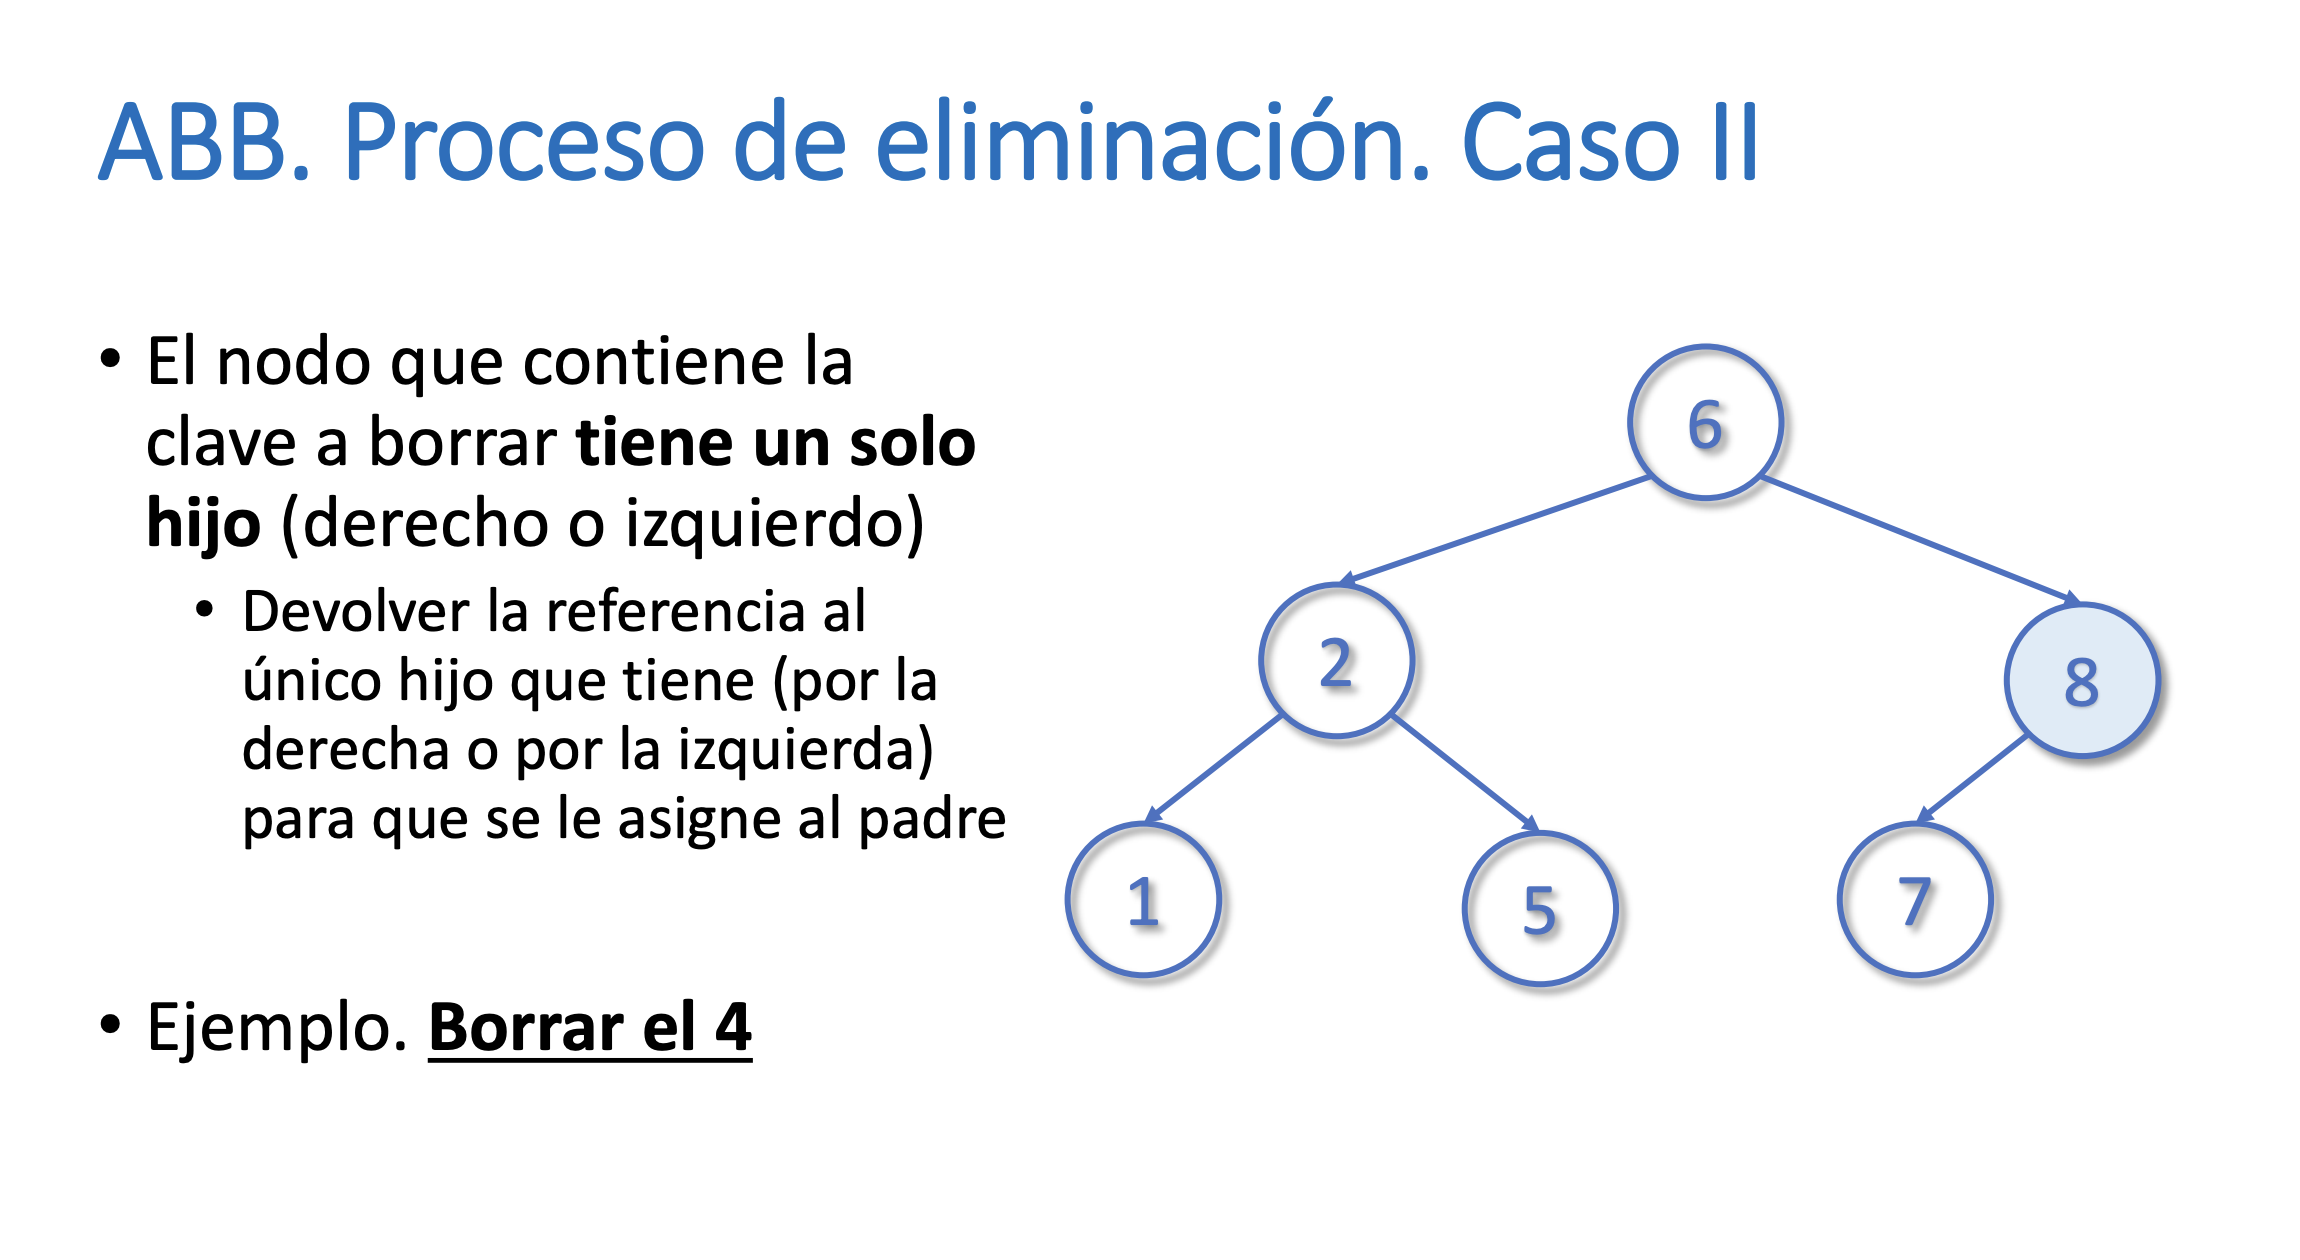 ABB. Proceso de eliminación. Caso II
• El nodo que contiene la
clave a borrar tiene un solo
hijo (derecho o izquierdo)
• Devolver la referencia al
único hijo que tiene (por la
derecha o por la izquierda)
para que se le asigne al padre
• Ejemplo. Borrar el 4
6
2
8
1
5
7